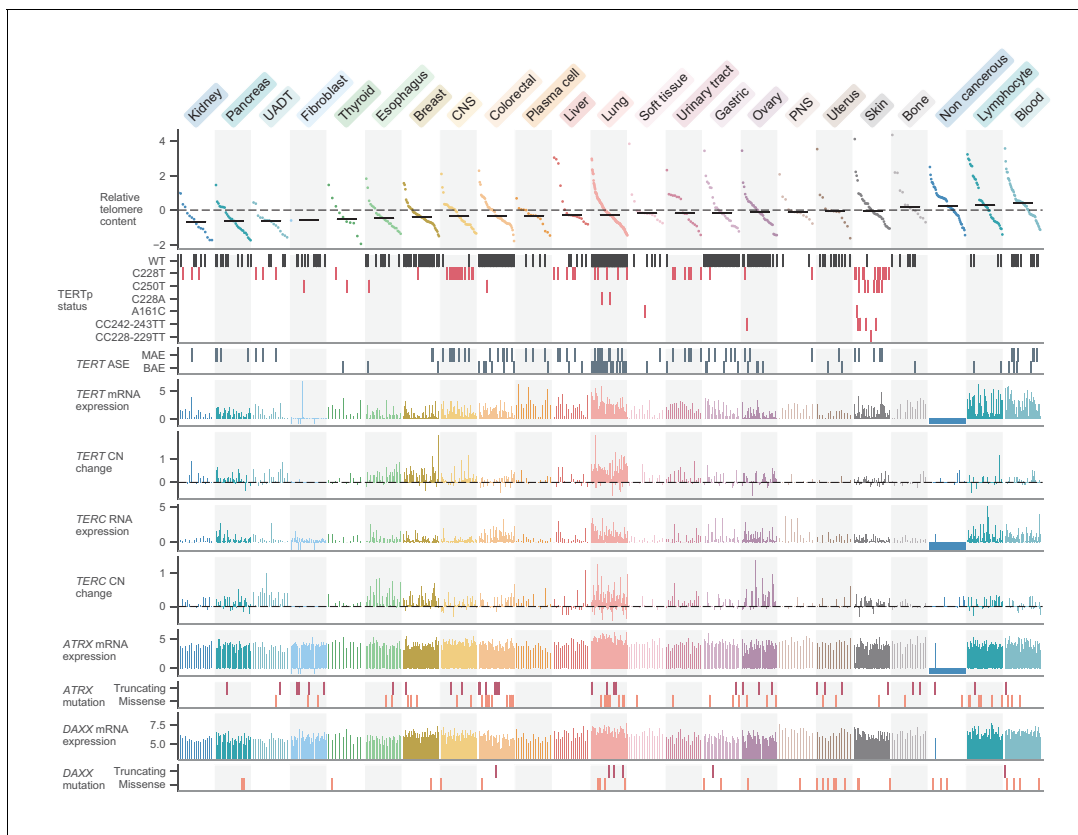 Kidney
Pancreas
UADT
Fibroblast
Thyroid
Esophagus
Breast
CNS
Colorectal
Plasma cell
Liver
Lung
Soft tissue
Urinary tract
Gastric
Ovary
PNS
Uterus
Skin
Bone
Non cancerous
Lymphocyte
Blood
Relative
telomere
content
4
2
0
−2
TERTp
status
WT
C228T
C250T
C228A
A161C
CC242-243TT
CC228-229TT
TERT ASE
MAE
BAE
TERT mRNA
expression
5
0
TERT CN
change
1
0
TERC RNA
expression
5
0
TERC CN
change
1
0
ATRX mRNA
expression
5
0
ATRX
mutation
Truncating
Missense
DAXX mRNA
expression
7.5
5.0
DAXX
mutation
Truncating
Missense